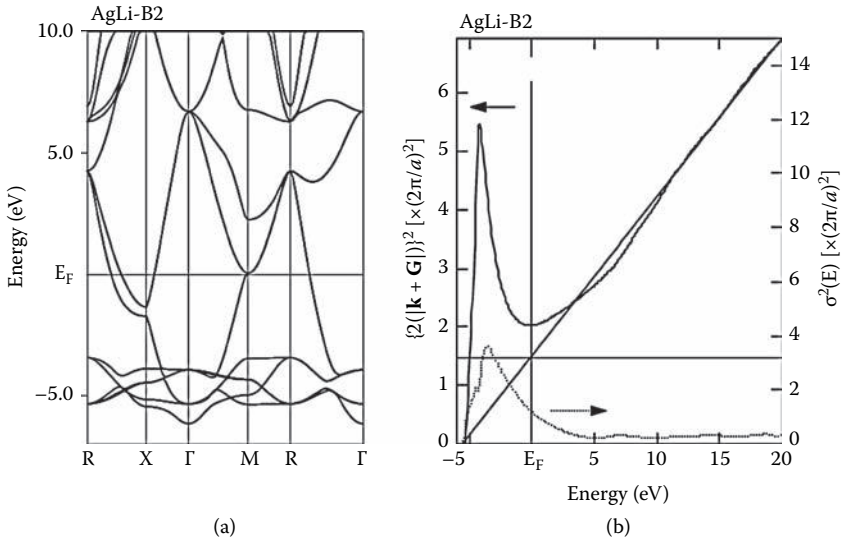 AgLi-B2
10.0
5.0
E_F
−5.0
Energy (eV)
R X Γ M R Γ
(a)
AgLi-B2
6
5
4
3
2
1
0
{2(|k + G|)}² [×(2π/a)²]
14
12
10
8
6
4
2
0
σ²(E) [×(2π/a)²]
−5 E_F 5 10 15 20
Energy (eV)
(b)